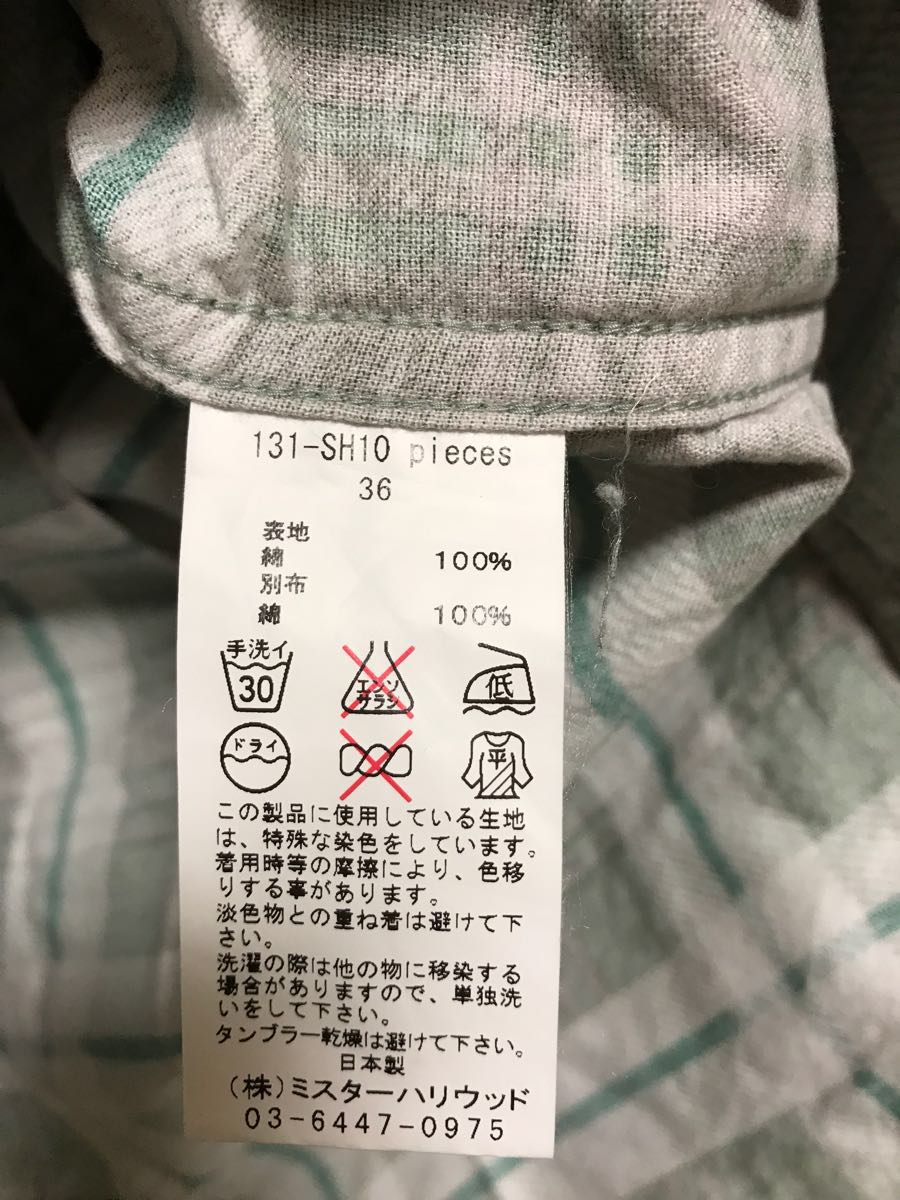 131-SH10 pieces
36
表地
綿 100%
別布
綿 100%
手洗イ
30
エンソ
サラシ
低
ドライ
平
この製品に使用している生地
は、特殊な染色をしています。
着用時等の摩擦により、色移
りする事があります。
淡色物との重ね着は避けて下
さい。
洗濯の際は他の物に移染する
場合がありますので、単独洗
いをして下さい。
タンブラー乾燥は避けて下さい。
日本製
(株)ミスターハリウッド
03-6447-0975